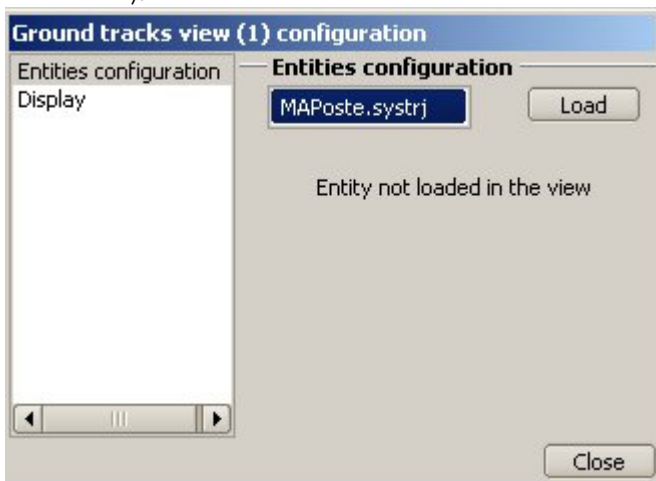 Ground tracks view (1) configuration
Entities configuration
Display
Entities configuration
MAPoste.systrj
Load
Entity not loaded in the view
Close